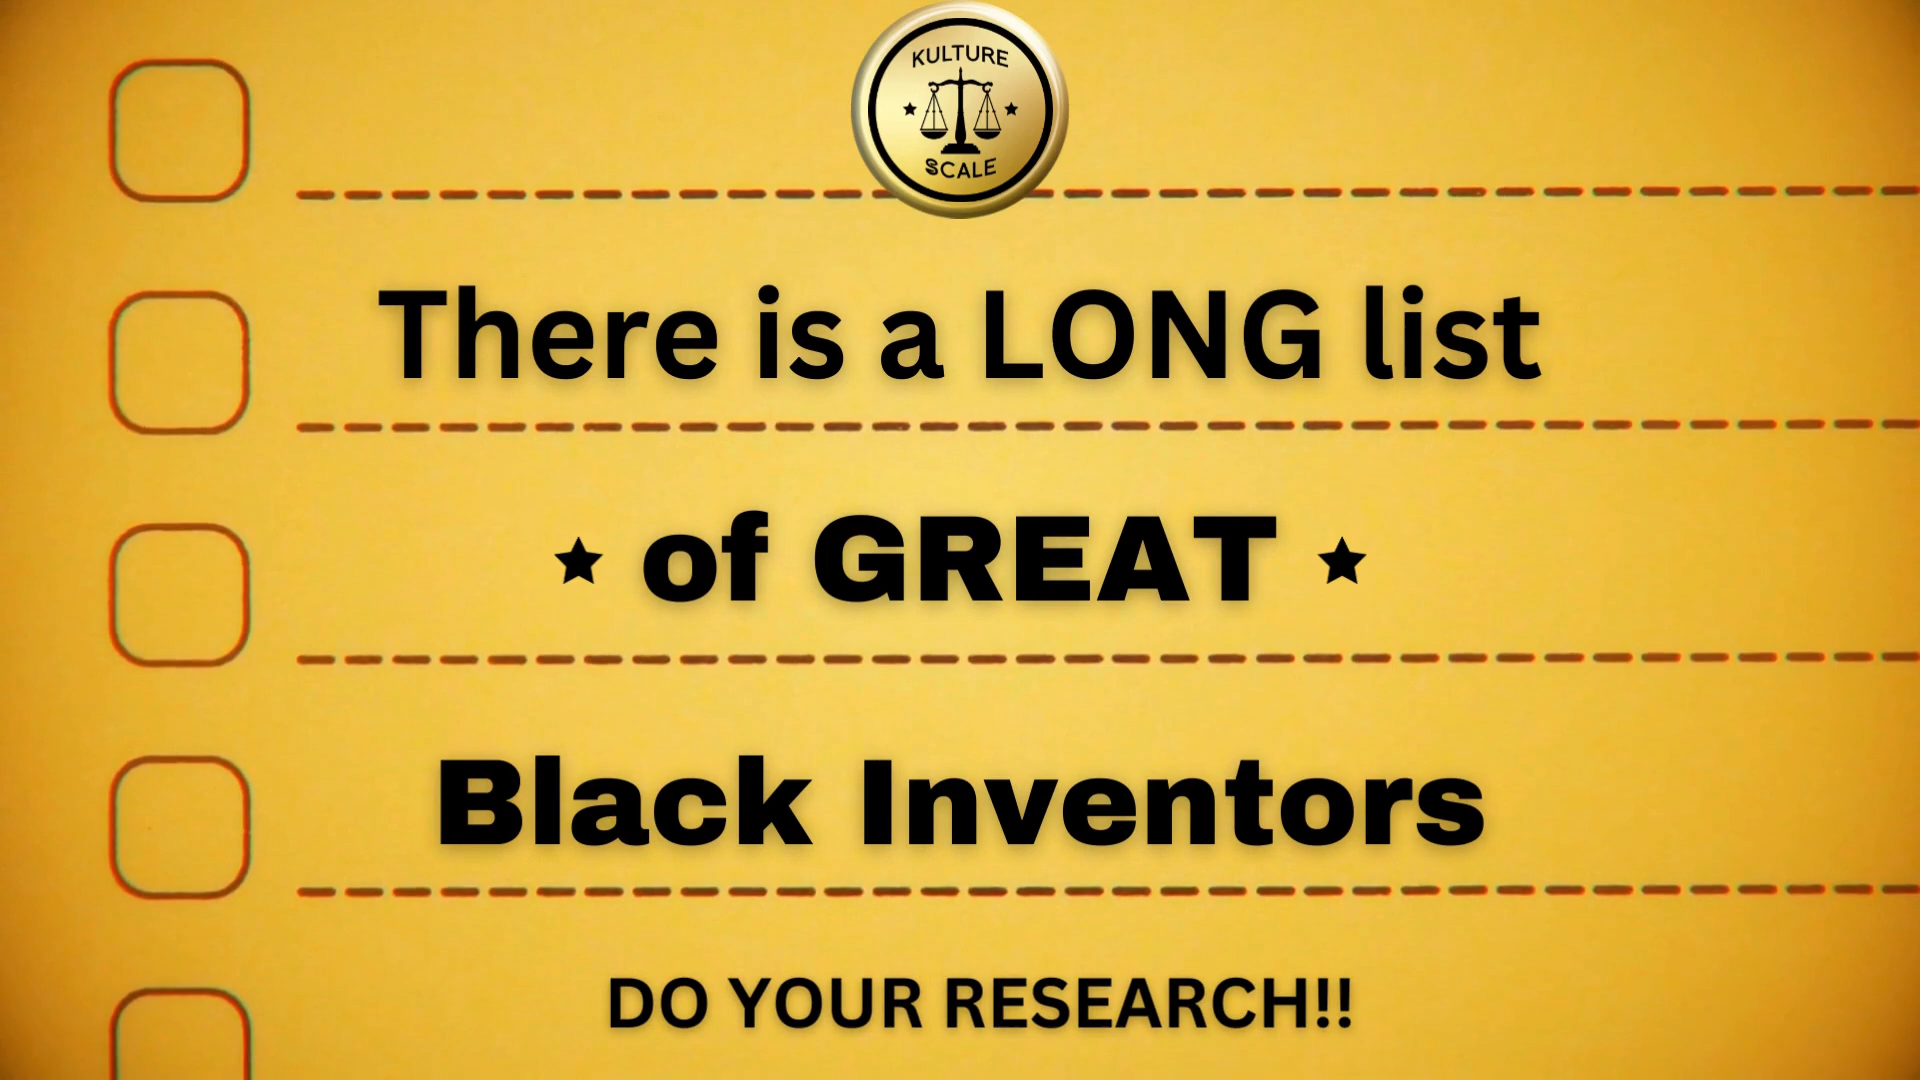 KULTURE
SCALE
There is a LONG list
of GREAT
Black Inventors
DO YOUR RESEARCH!!